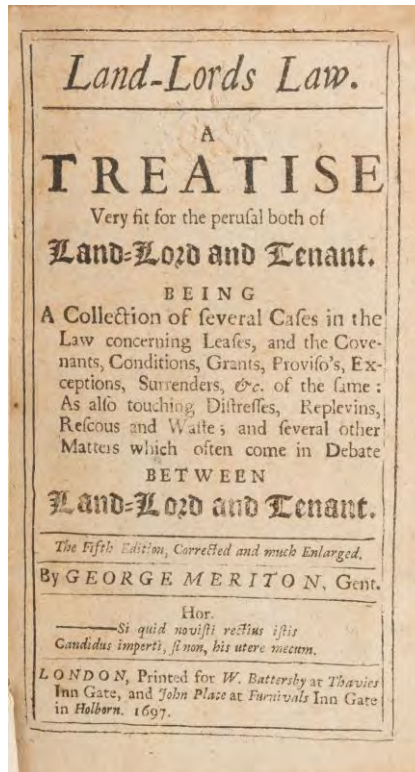 Land-Lords Law.
A
TREATISE
Very fit for the peruſal both of
Land-Lord and Tenant.
BEING
A Collection of ſeveral Caſes in the
Law concerning Leaſes, and the Cove-
nants, Conditions, Grants, Proviſo's, Ex-
ceptions, Surrenders, &c. of the ſame:
As alſo touching Diſtreſſes, Replevins,
Reſcous and Waſte; and ſeveral other
Matters which often come in Debate
BETWEEN
Land-Lord and Tenant.
The Fifth Edition, Corrected and much Enlarged.
By GEORGE MERITON, Gent.
Hor.
——Si quid noviſti rectius iſtis
Candidus imperti, ſi non, his utere mecum.
LONDON, Printed for W. Battersby at Thavies
Inn Gate, and John Place at Furnivals Inn Gate
in Holborn. 1697.